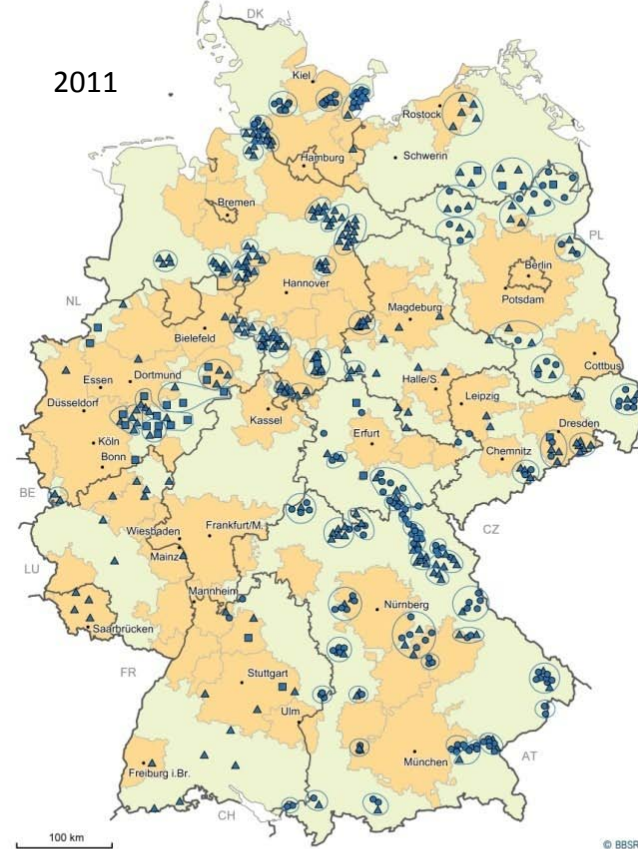 DK
2011
Kiel
Rostock
Hamburg
Schwerin
Bremen
PL
Berlin
Hannover
Potsdam
NL
Magdeburg
Bielefeld
Cottbus
Essen
Dortmund
Halle/S.
Leipzig
Düsseldorf
Kassel
Dresden
Köln
Erfurt
Chemnitz
Bonn
BE
CZ
Wiesbaden
Frankfurt/M.
Mainz
LU
Mannheim
Nürnberg
Saarbrücken
FR
Stuttgart
Ulm
München
AT
Freiburg i.Br.
CH
100 km
© BBSR